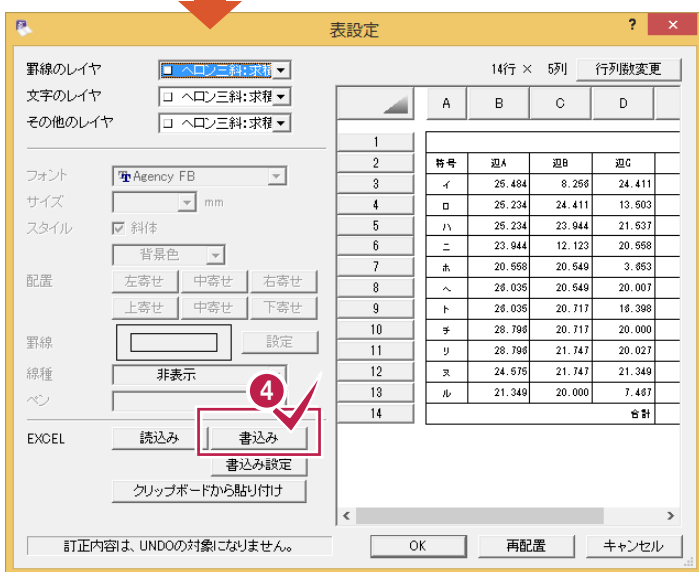 表設定 ? ×
罫線のレイヤ ロ ヘロン三斜:求積
文字のレイヤ ロ ヘロン三斜:求積
その他のレイヤ ロ ヘロン三斜:求積
14行 × 5列 行列数変更
A B C D
1
2 符号 辺A 辺B 辺C
3 イ 25.484 8.256 24.411
4 ロ 25.234 24.411 13.503
5 ハ 25.234 23.944 21.537
6 ニ 23.944 12.123 20.558
7 ホ 20.558 20.549 3.653
8 ヘ 26.035 20.549 20.007
9 ト 26.035 20.717 16.398
10 チ 28.796 20.717 20.000
11 リ 28.796 21.747 20.027
12 ヌ 24.575 21.747 21.349
13 ル 21.349 20.000 7.467
14 合計
フォント Agency FB
サイズ mm
スタイル 斜体
背景色
配置 左寄せ 中寄せ 右寄せ
上寄せ 中寄せ 下寄せ
罫線 設定
線種 非表示
ペン
4
EXCEL 読込み 書込み
書込み設定
クリップボードから貼り付け
訂正内容は、UNDOの対象になりません。
OK 再配置 キャンセル